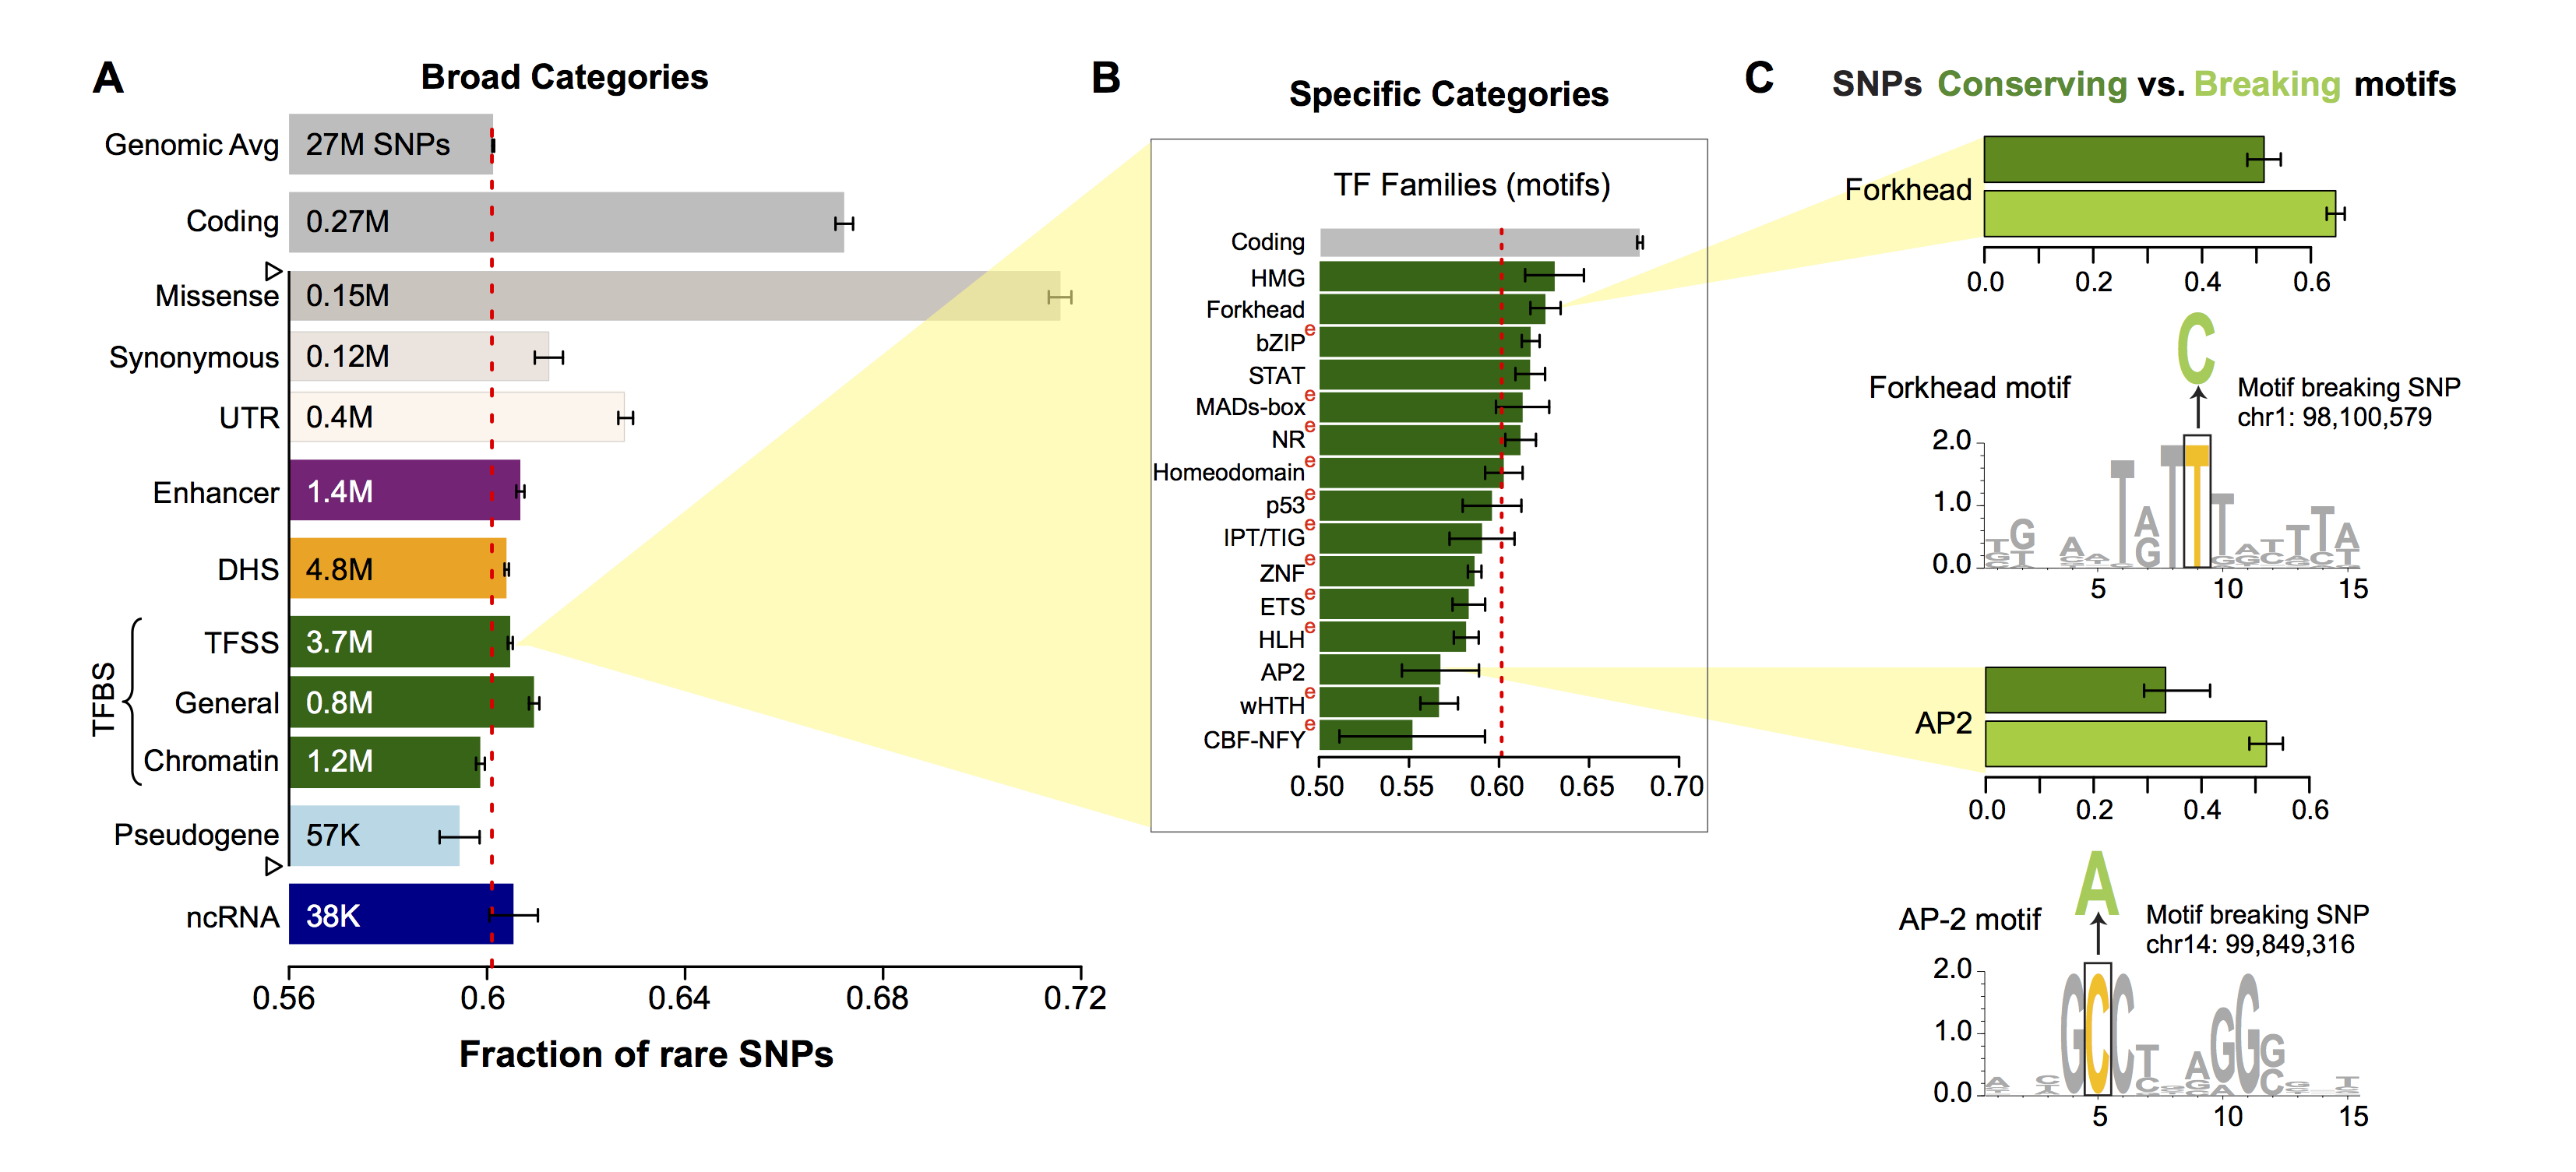 A
Broad Categories
Genomic Avg
27M SNPs
Coding
0.27M
Missense
0.15M
Synonymous
0.12M
UTR
0.4M
Enhancer
1.4M
DHS
4.8M
TFBS
TFSS
3.7M
General
0.8M
Chromatin
1.2M
Pseudogene
57K
ncRNA
38K
0.56 0.6 0.64 0.68 0.72
Fraction of rare SNPs
B
Specific Categories
TF Families (motifs)
Coding
HMG
Forkhead
bZIP e
STAT
MADs-box e
NR e
Homeodomain e
p53 e
IPT/TIG e
ZNF e
ETS e
HLH e
AP2
wHTH e
CBF-NFY e
0.50 0.55 0.60 0.65 0.70
C
SNPs Conserving vs. Breaking motifs
Forkhead
0.0 0.2 0.4 0.6
C
Forkhead motif
Motif breaking SNP
chr1: 98,100,579
2.0
1.0
0.0
5 10 15
AP2
0.0 0.2 0.4 0.6
A
AP-2 motif
Motif breaking SNP
chr14: 99,849,316
2.0
1.0
0.0
5 10 15